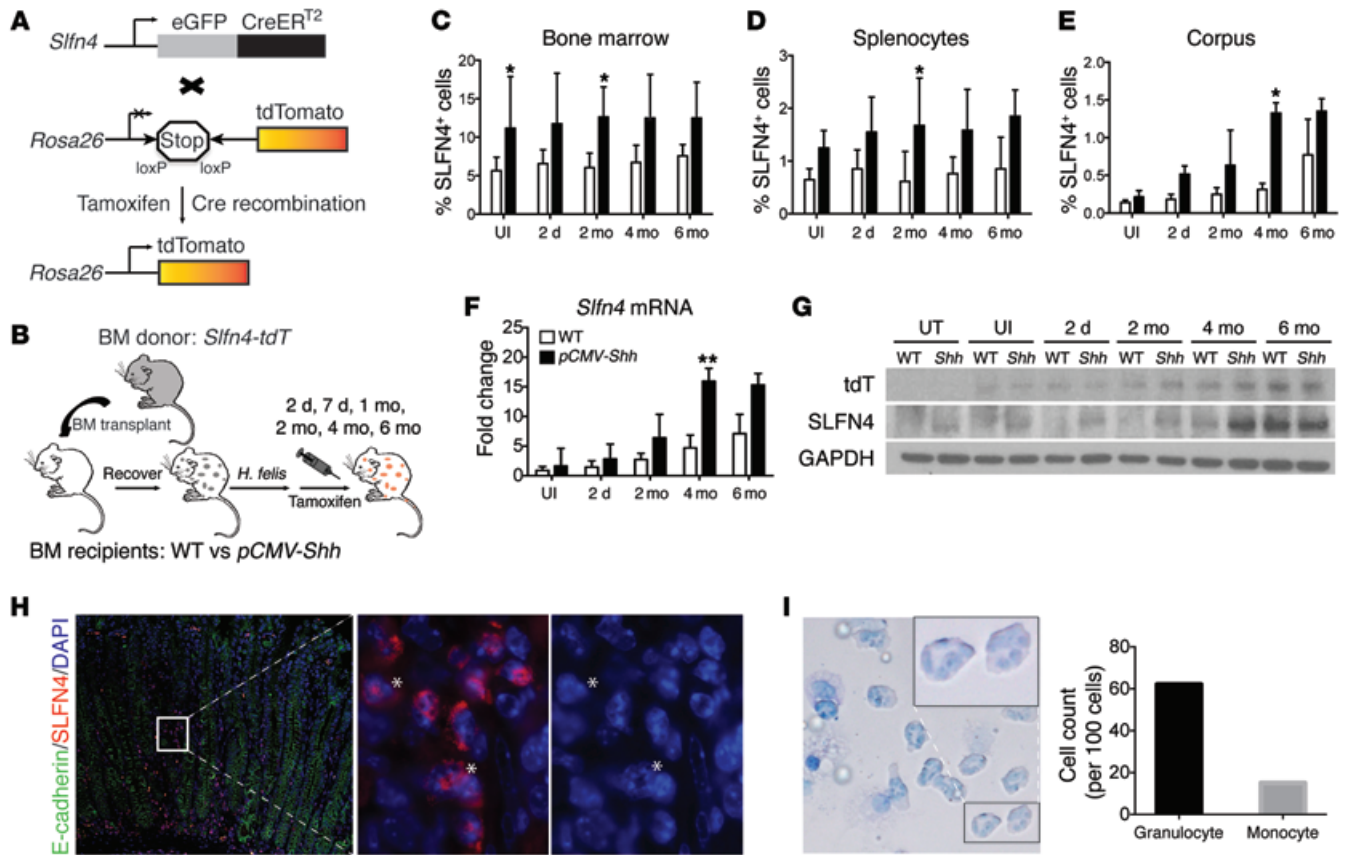 A
Slfn4
eGFP CreER^T2
Rosa26
Stop
tdTomato
loxP loxP
Tamoxifen Cre recombination
tdTomato
Rosa26
B
BM donor: Slfn4-tdT
BM transplant
Recover
H. felis
2 d, 7 d, 1 mo,
2 mo, 4 mo, 6 mo
Tamoxifen
BM recipients: WT vs pCMV-Shh
C
Bone marrow
% SLFN4+ cells
20
15
10
5
0
* *
UI 2 d 2 mo 4 mo 6 mo
D
Splenocytes
% SLFN4+ cells
3
2
1
0
*
UI 2 d 2 mo 4 mo 6 mo
E
Corpus
% SLFN4+ cells
2.0
1.5
1.0
0.5
0.0
*
UI 2 d 2 mo 4 mo 6 mo
F
Slfn4 mRNA
Fold change
25
20
15
10
5
0
WT
pCMV-Shh
**
UI 2 d 2 mo 4 mo 6 mo
G
UT UI 2 d 2 mo 4 mo 6 mo
WT Shh WT Shh WT Shh WT Shh WT Shh WT Shh
tdT
SLFN4
GAPDH
H
E-cadherin/SLFN4/DAPI
* *
* *
I
Cell count
(per 100 cells)
80
60
40
20
0
Granulocyte Monocyte